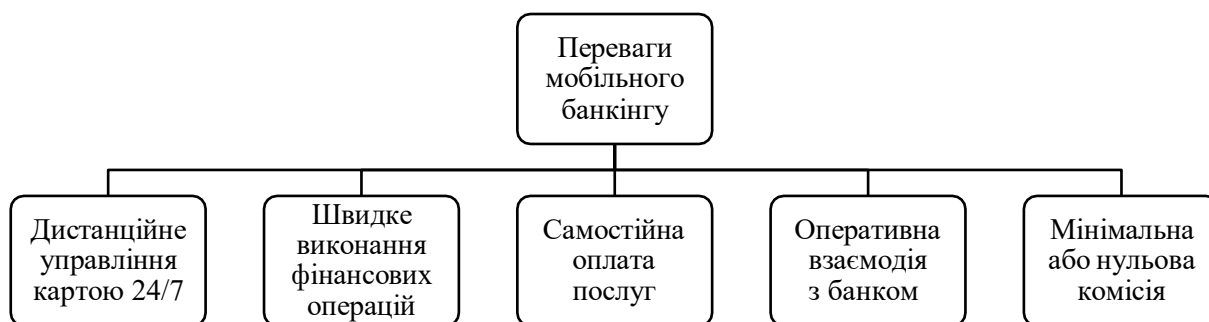 Переваги
мобільного
банкінгу
Дистанційне
управління
картою 24/7
Швидке
виконання
фінансових
операцій
Самостійна
оплата
послуг
Оперативна
взаємодія
з банком
Мінімальна
або нульова
комісія